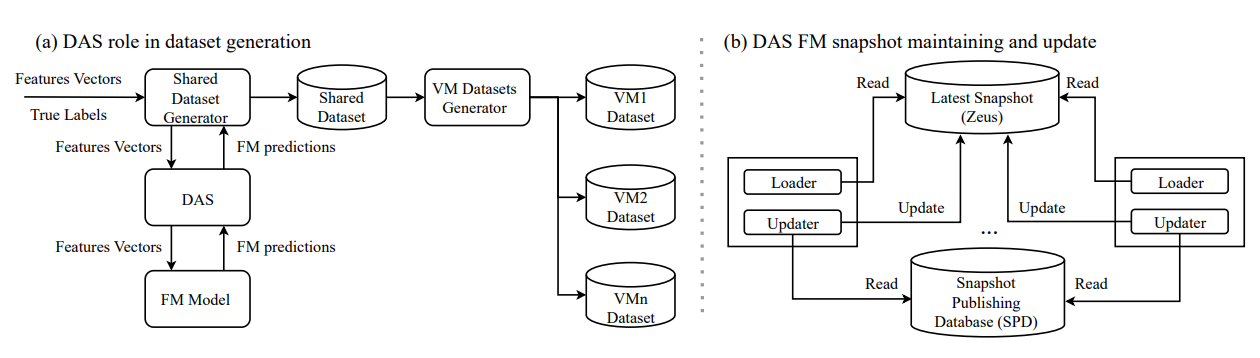 (a) DAS role in dataset generation
Features Vectors
True Labels
Shared
Dataset
Generator
Shared
Dataset
VM Datasets
Generator
VM1
Dataset
Features Vectors
FM predictions
DAS
VM2
Dataset
Features Vectors
FM predictions
FM Model
VMn
Dataset
(b) DAS FM snapshot maintaining and update
Read
Latest Snapshot
(Zeus)
Read
Loader
Updater
Update
Update
...
Loader
Updater
Read
Snapshot
Publishing
Database (SPD)
Read